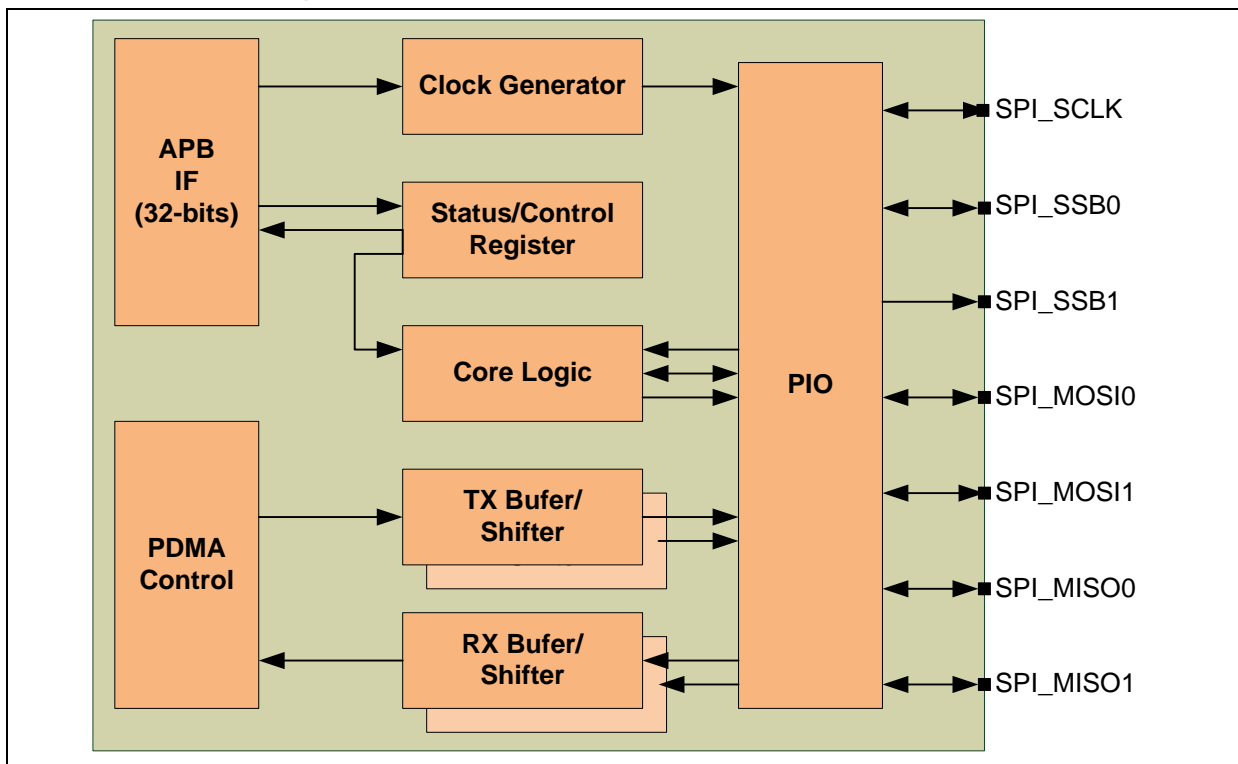 Clock Generator
APB
IF
(32-bits)
Status/Control
Register
Core Logic
PIO
PDMA
Control
TX Bufer/
Shifter
RX Bufer/
Shifter
SPI_SCLK
SPI_SSB0
SPI_SSB1
SPI_MOSI0
SPI_MOSI1
SPI_MISO0
SPI_MISO1